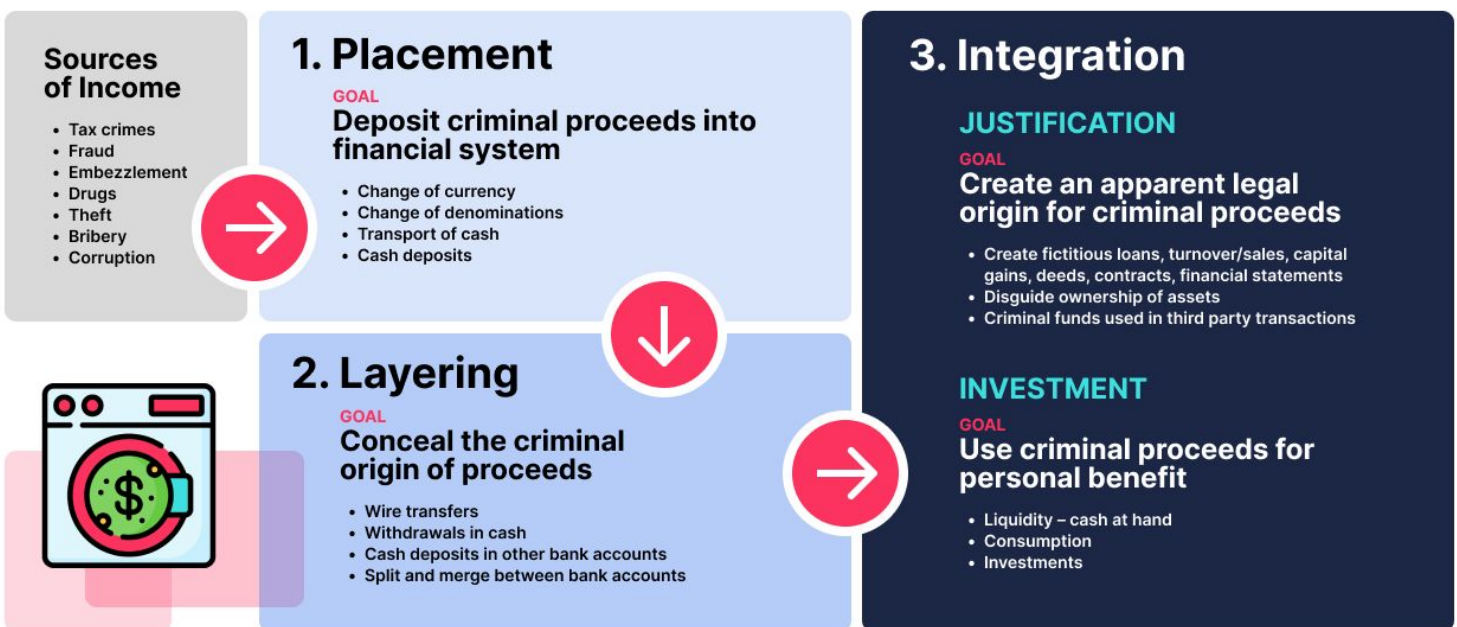 Sources
of Income
• Tax crimes
• Fraud
• Embezzlement
• Drugs
• Theft
• Bribery
• Corruption
1. Placement
GOAL
Deposit criminal proceeds into
financial system
• Change of currency
• Change of denominations
• Transport of cash
• Cash deposits
2. Layering
GOAL
Conceal the criminal
origin of proceeds
• Wire transfers
• Withdrawals in cash
• Cash deposits in other bank accounts
• Split and merge between bank accounts
$
3. Integration
JUSTIFICATION
GOAL
Create an apparent legal
origin for criminal proceeds
• Create fictitious loans, turnover/sales, capital
gains, deeds, contracts, financial statements
• Disguide ownership of assets
• Criminal funds used in third party transactions
INVESTMENT
GOAL
Use criminal proceeds for
personal benefit
• Liquidity – cash at hand
• Consumption
• Investments